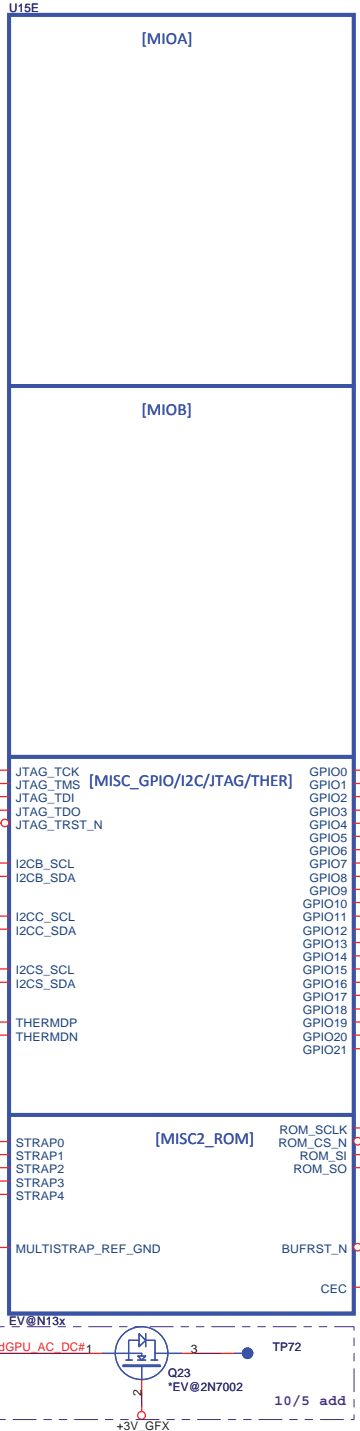 U15E
[MIOA]
[MIOB]
[MISC_GPIO/I2C/JTAG/THER]
JTAG_TCK
JTAG_TMS
JTAG_TDI
JTAG_TDO
JTAG_TRST_N
I2CB_SCL
I2CB_SDA
I2CC_SCL
I2CC_SDA
I2CS_SCL
I2CS_SDA
THERMDP
THERMDN
GPIO0
GPIO1
GPIO2
GPIO3
GPIO4
GPIO5
GPIO6
GPIO7
GPIO8
GPIO9
GPIO10
GPIO11
GPIO12
GPIO13
GPIO14
GPIO15
GPIO16
GPIO17
GPIO18
GPIO19
GPIO20
GPIO21
[MISC2_ROM]
STRAP0
STRAP1
STRAP2
STRAP3
STRAP4
MULTISTRAP_REF_GND
ROM_SCLK
ROM_CS_N
ROM_SI
ROM_SO
BUFRST_N
CEC
EV@N13x
dGPU_AC_DC#
1
3
2
TP72
Q23
*EV@2N7002
10/5 add
+3V_GFX